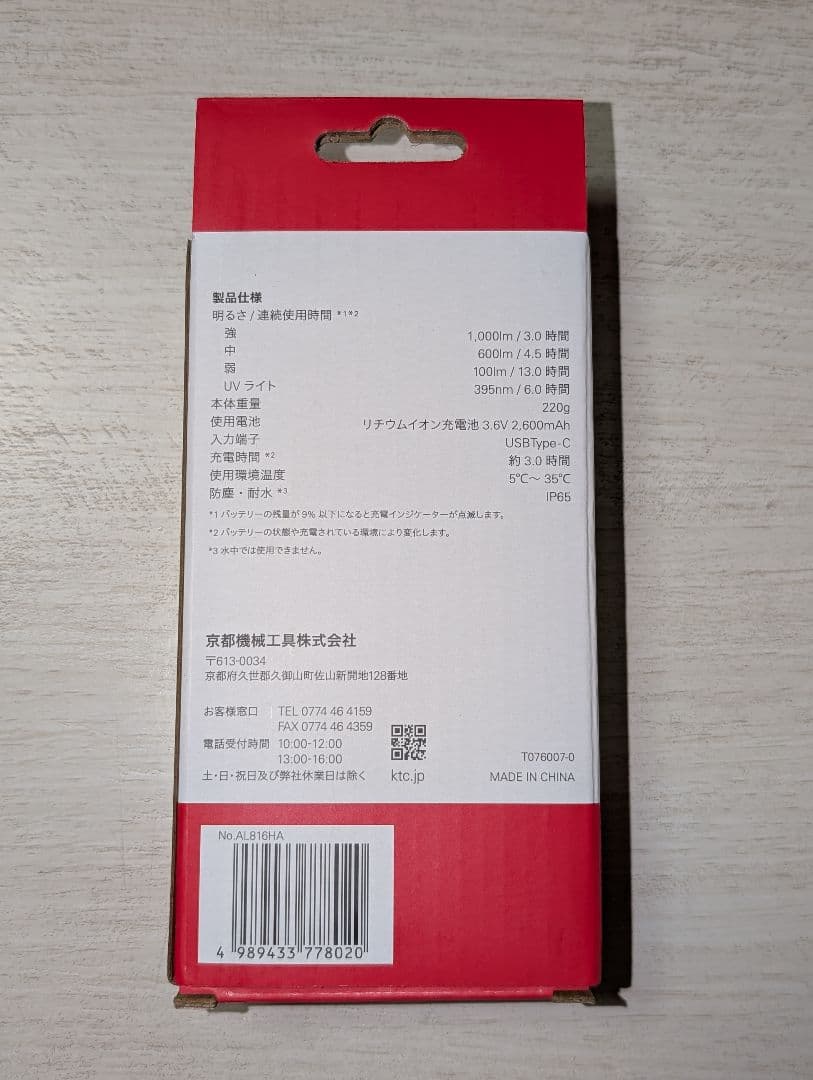 製品仕様
明るさ / 連続使用時間 *1*2
強 1,000lm / 3.0 時間
中 600lm / 4.5 時間
弱 100lm / 13.0 時間
UV ライト 395nm / 6.0 時間
本体重量 220g
使用電池 リチウムイオン充電池 3.6V 2,600mAh
入力端子 USBType-C
充電時間 *2 約 3.0 時間
使用環境温度 5℃～ 35℃
防塵・耐水 *3 IP65
*1 バッテリーの残量が 9% 以下になると充電インジケーターが点滅します。
*2 バッテリーの状態や充電されている環境により変化します。
*3 水中では使用できません。
京都機械工具株式会社
〒613-0034
京都府久世郡久御山町佐山新開地128番地
お客様窓口 | TEL 0774 46 4159
FAX 0774 46 4359
電話受付時間 10:00-12:00
13:00-16:00
土・日・祝日及び弊社休業日は除く
ktc.jp
T076007-0
MADE IN CHINA
No.AL816HA
4 989433 778020